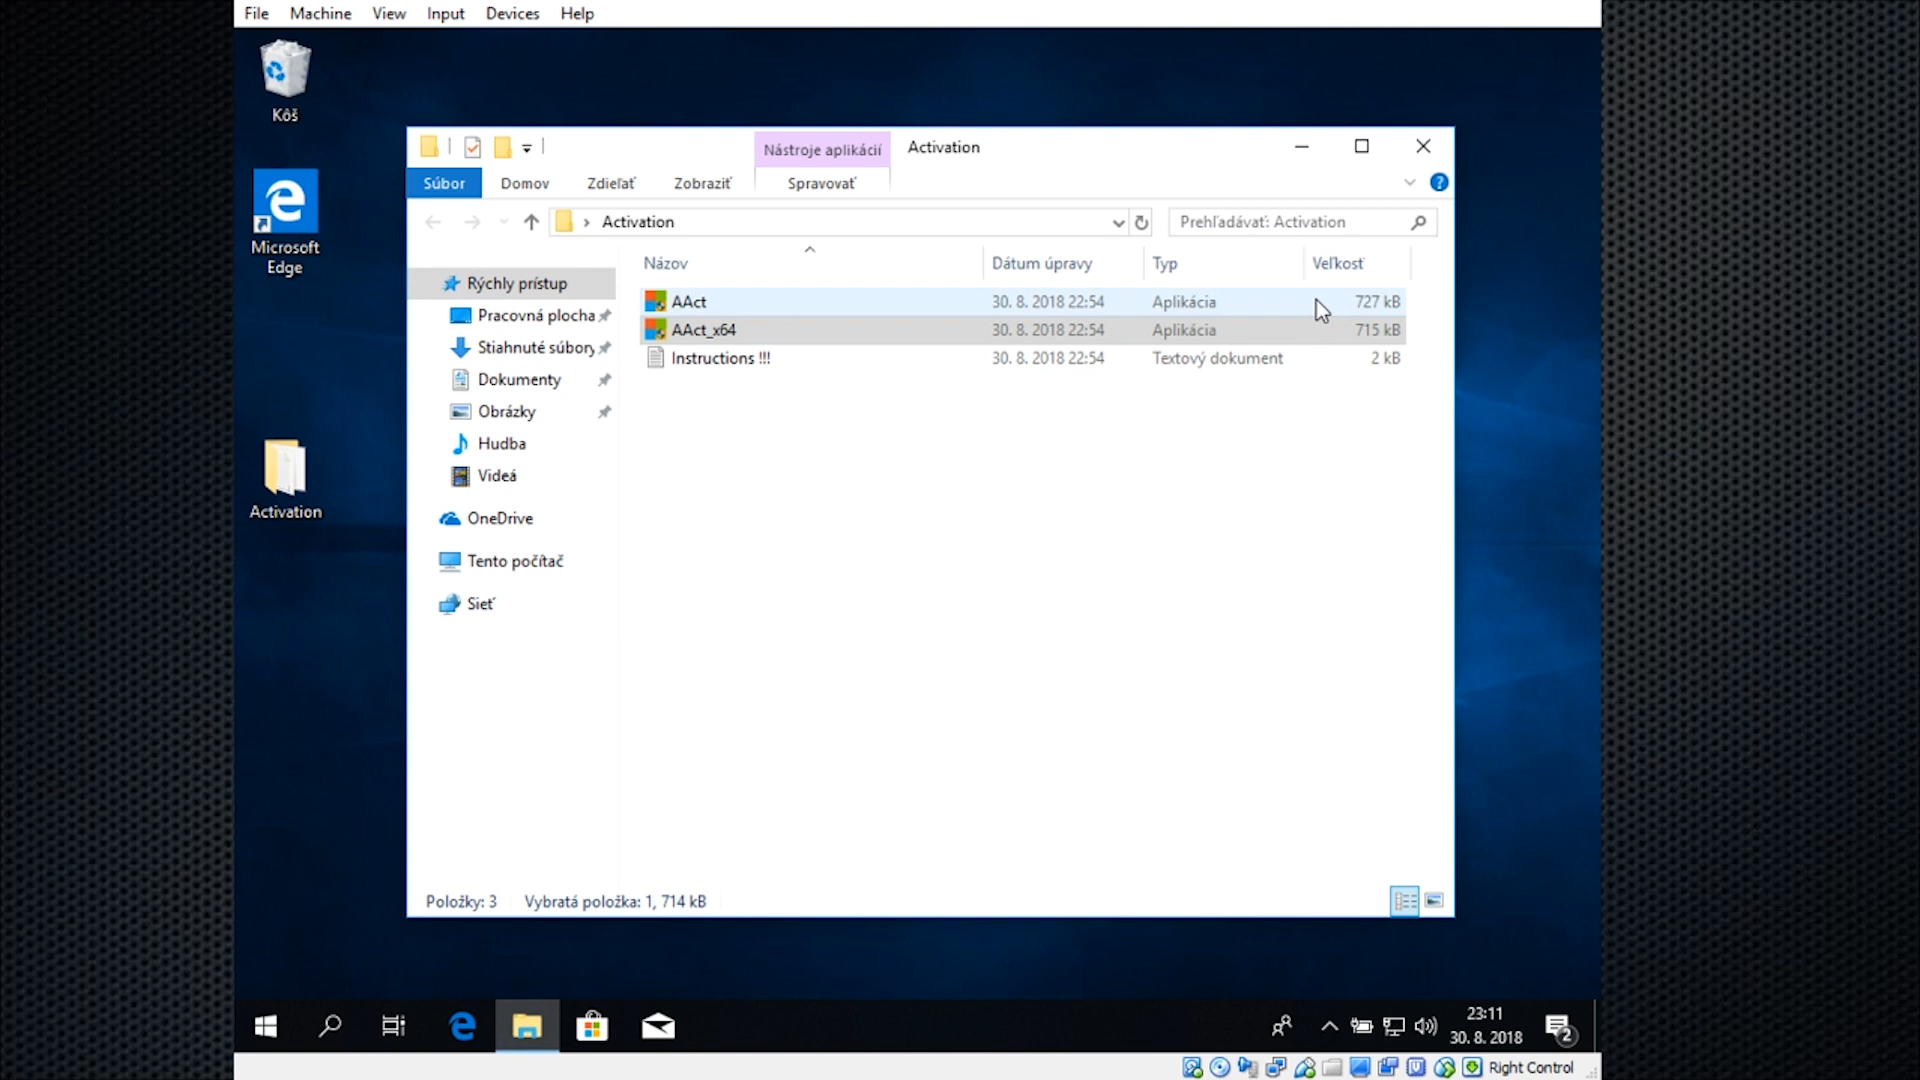 File Machine View Input Devices Help
Kôš
Microsoft
Edge
Activation
Nástroje aplikácií Activation
Súbor Domov Zdieľať Zobraziť Spravovať
Activation
Prehľadávať: Activation
Názov Dátum úpravy Typ Veľkosť
AAct 30. 8. 2018 22:54 Aplikácia 727 kB
AAct_x64 30. 8. 2018 22:54 Aplikácia 715 kB
Instructions !!! 30. 8. 2018 22:54 Textový dokument 2 kB
Rýchly prístup
Pracovná plocha
Stiahnuté súbory
Dokumenty
Obrázky
Hudba
Videá
OneDrive
Tento počítač
Sieť
Položky: 3 Vybratá položka: 1, 714 kB
23:11
30. 8. 2018
2
Right Control